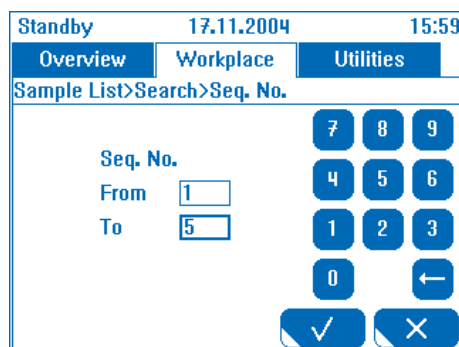 Standby 17.11.2004 15:59
Overview Workplace Utilities
Sample List>Search>Seq. No.
7 8 9
Seq. No.
4 5 6
From 1
To 5
1 2 3
0 ←
✓ ✕